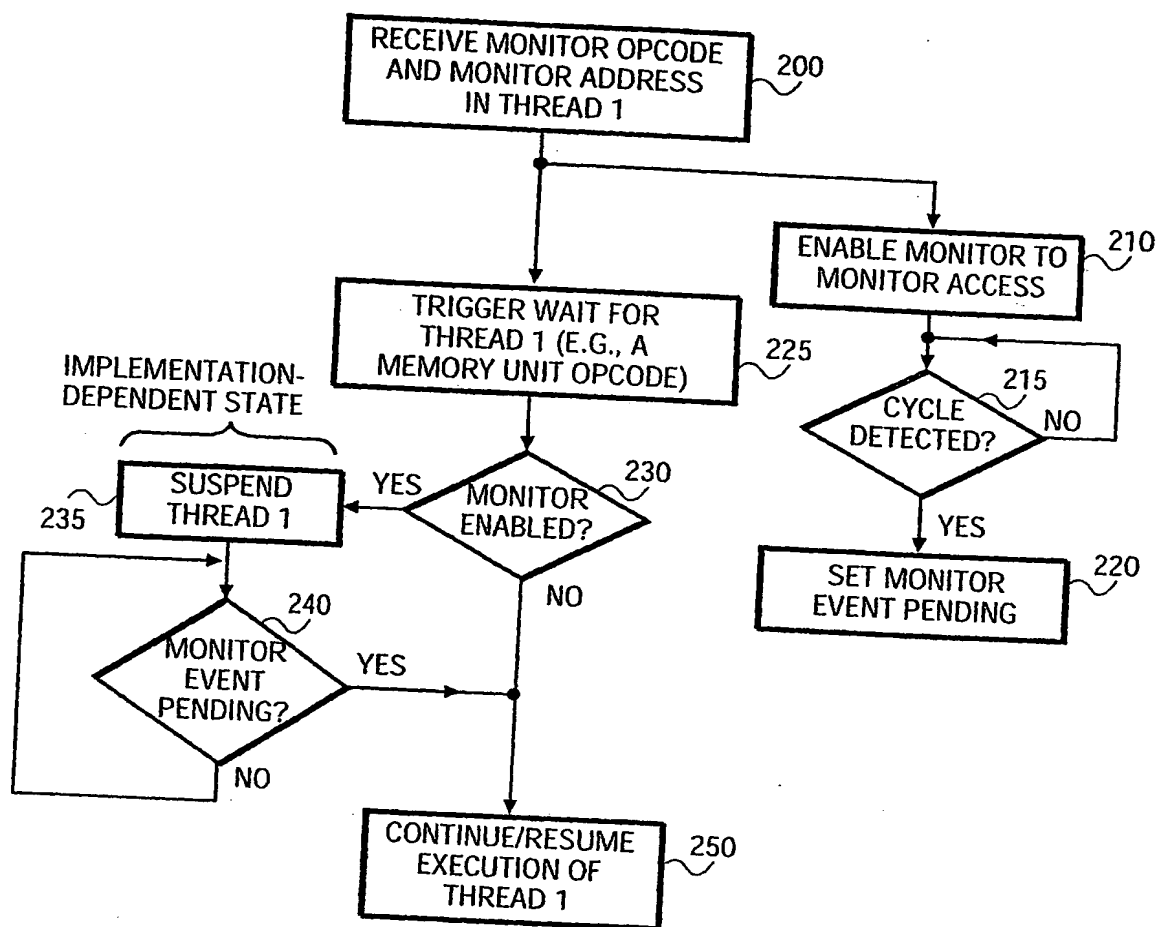 RECEIVE MONITOR OPCODE
AND MONITOR ADDRESS
IN THREAD 1
200
ENABLE MONITOR TO
MONITOR ACCESS
210
TRIGGER WAIT FOR
THREAD 1 (E.G., A
MEMORY UNIT OPCODE)
225
CYCLE
DETECTED?
215
NO
YES
SET MONITOR
EVENT PENDING
220
IMPLEMENTATION-
DEPENDENT STATE
SUSPEND
THREAD 1
235
YES
MONITOR
ENABLED?
230
NO
MONITOR
EVENT
PENDING?
240
YES
NO
CONTINUE/RESUME
EXECUTION OF
THREAD 1
250